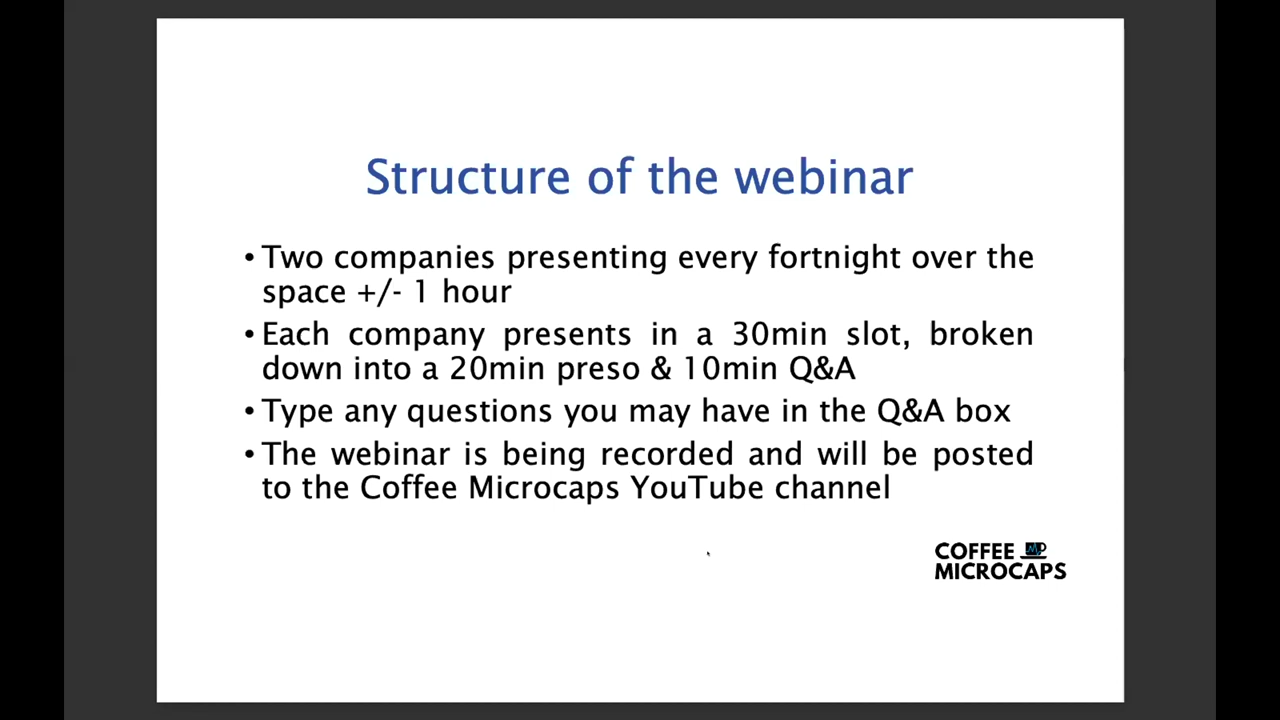 Structure of the webinar
• Two companies presenting every fortnight over the
space +/- 1 hour
• Each company presents in a 30min slot, broken
down into a 20min preso & 10min Q&A
• Type any questions you may have in the Q&A box
• The webinar is being recorded and will be posted
to the Coffee Microcaps YouTube channel
COFFEE
MICROCAPS